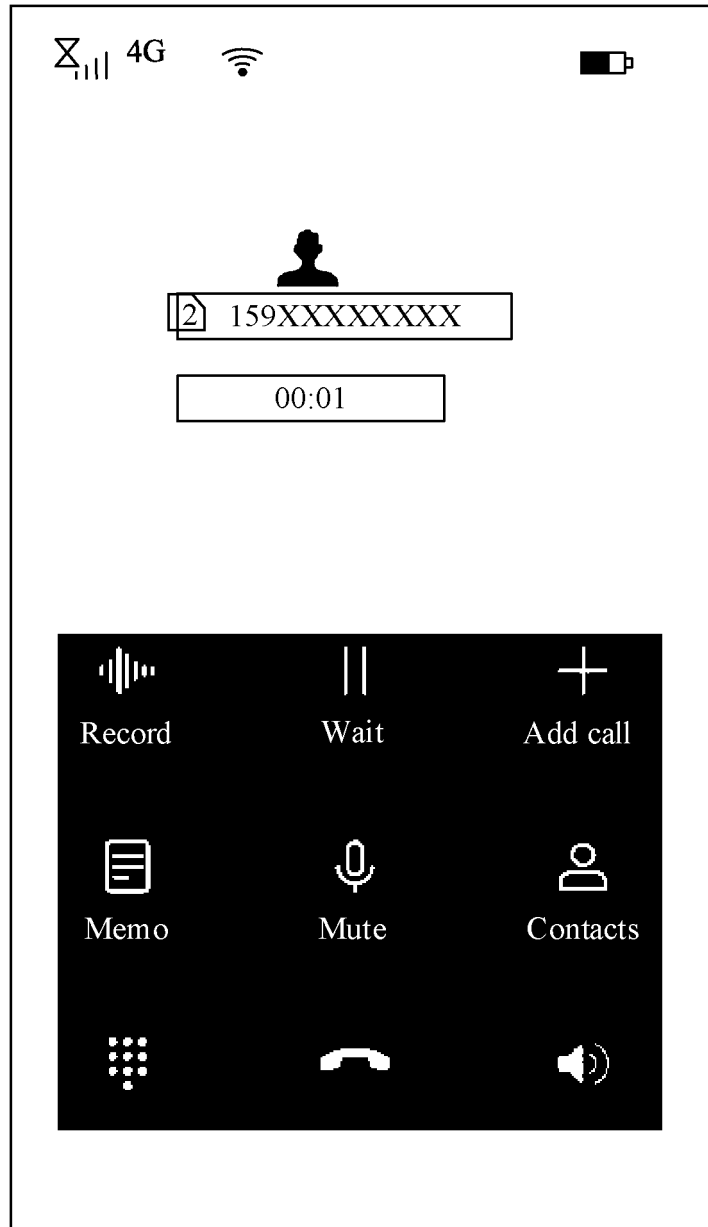 4G
2 159XXXXXXXX
00:01
Record Wait Add call
Memo Mute Contacts